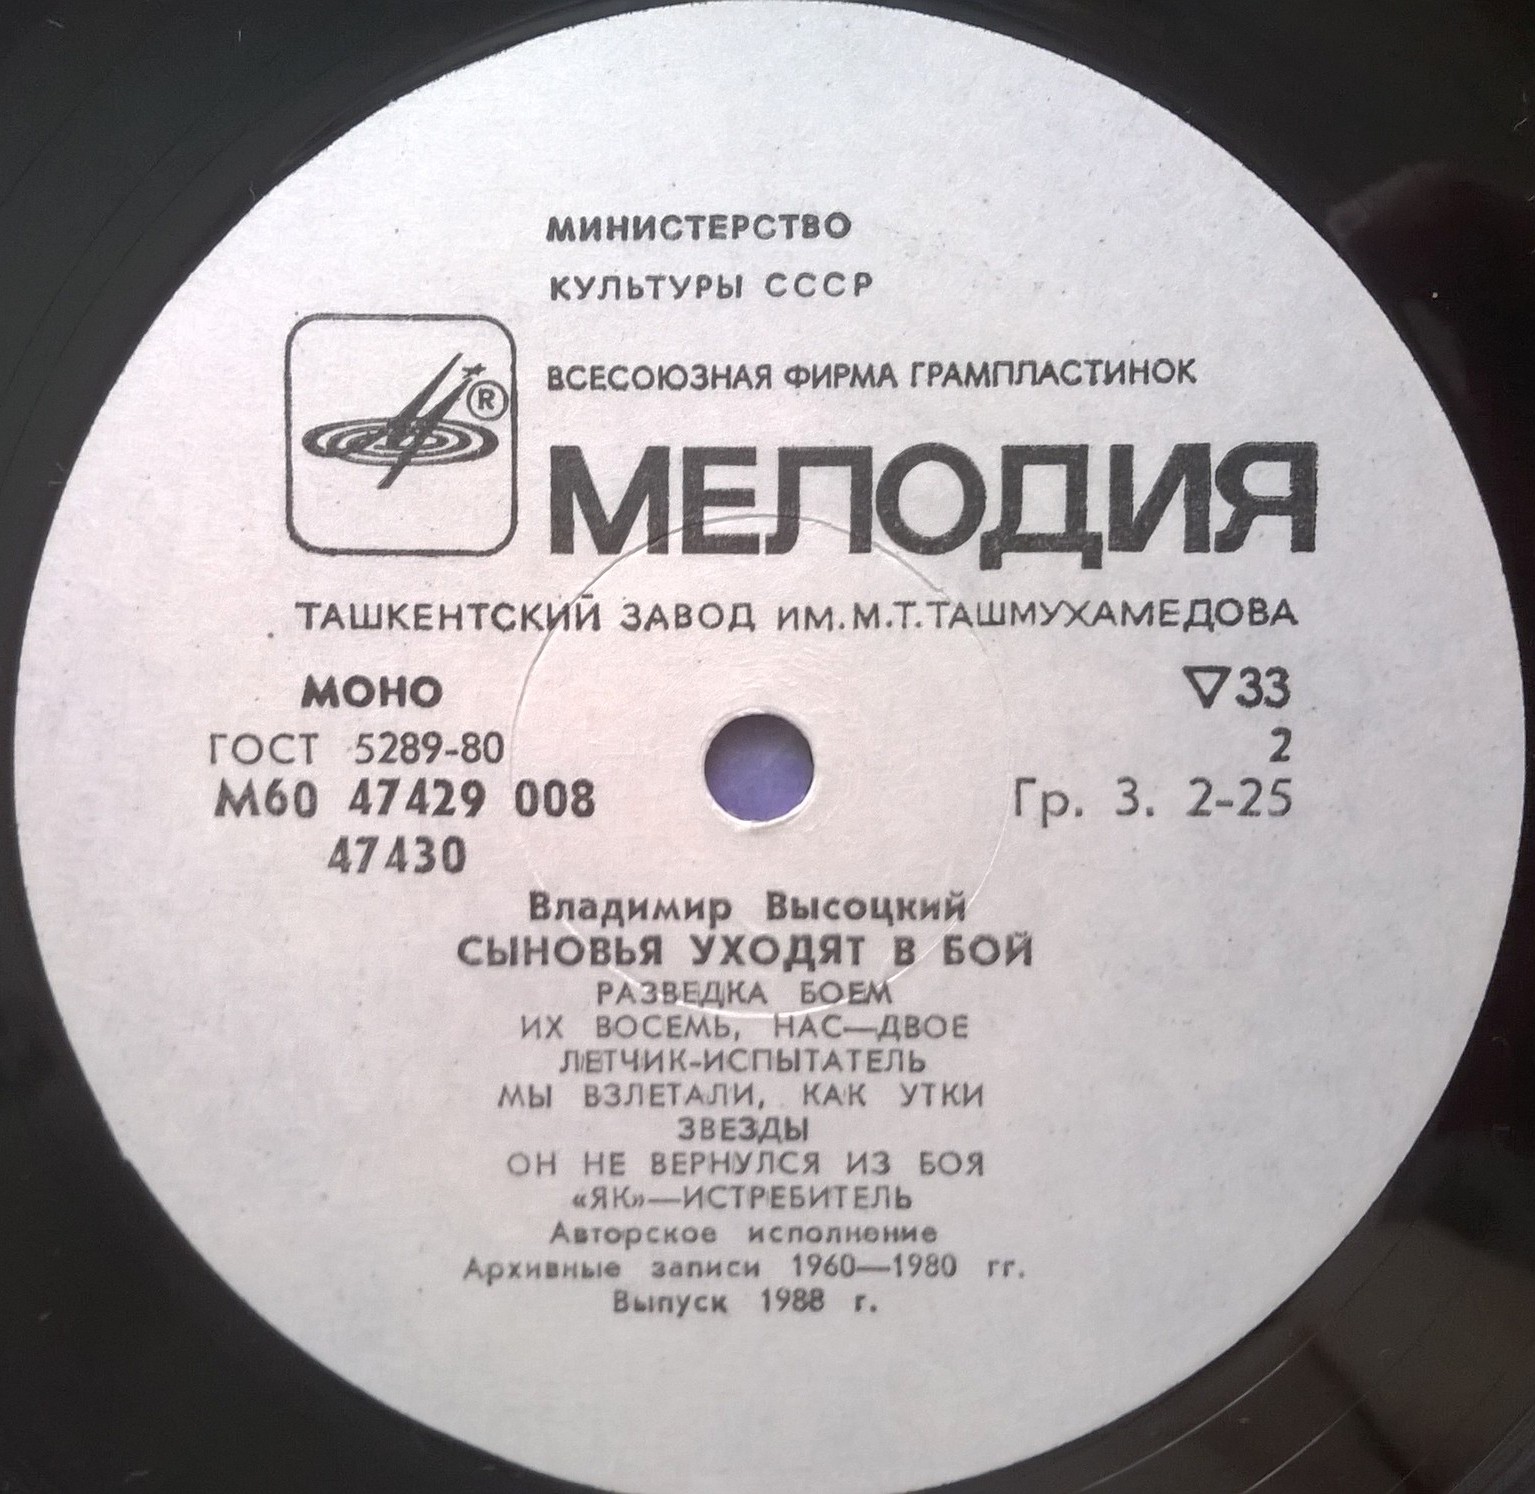 МИНИСТЕРСТВО
КУЛЬТУРЫ СССР
ВСЕСОЮЗНАЯ ФИРМА ГРАМПЛАСТИНОК
®
МЕЛОДИЯ
ТАШКЕНТСКИЙ ЗАВОД ИМ.М.Т.ТАШМУХАМЕДОВА
МОНО ▽33
ГОСТ 5289-80 2
М60 47429 008 Гр. 3. 2-25
47430
Владимир Высоцкий
СЫНОВЬЯ УХОДЯТ В БОЙ
РАЗВЕДКА БОЕМ
ИХ ВОСЕМЬ, НАС—ДВОЕ
ЛЕТЧИК-ИСПЫТАТЕЛЬ
МЫ ВЗЛЕТАЛИ, КАК УТКИ
ЗВЕЗДЫ
ОН НЕ ВЕРНУЛСЯ ИЗ БОЯ
«ЯК»—ИСТРЕБИТЕЛЬ
Авторское исполнение
Архивные записи 1960—1980 гг.
Выпуск 1988 г.